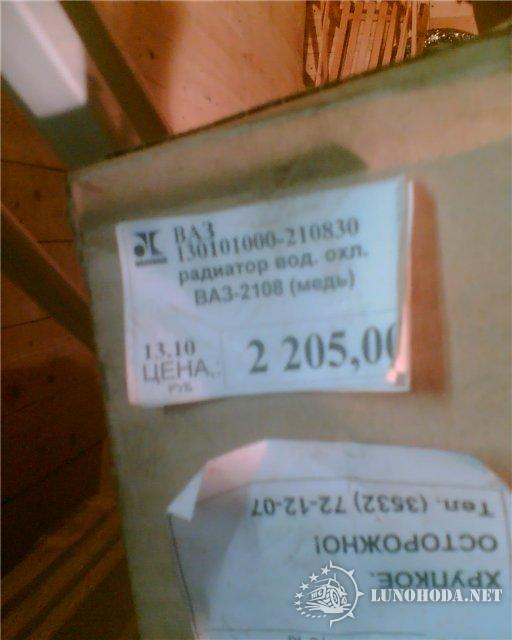 ВАЗ
130101000-210830
радиатор вод. охл.
ВАЗ-2108 (медь)
13.10
ЦЕНА,:
РУБ
2 205,00
ХРУПКОЕ.
ОСТОРОЖНО!
Тел. (3532) 72-12-07
LUNOHODA.NET